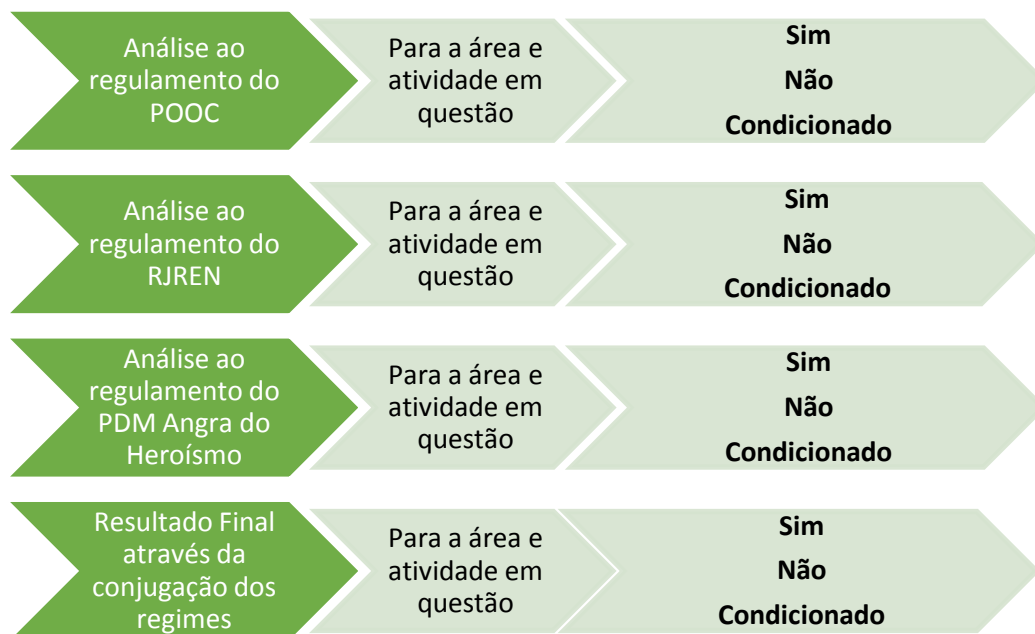 Análise ao
regulamento do
POOC
Para a área e
atividade em
questão
Sim
Não
Condicionado
Análise ao
regulamento do
RJREN
Para a área e
atividade em
questão
Sim
Não
Condicionado
Análise ao
regulamento do
PDM Angra do
Heroísmo
Para a área e
atividade em
questão
Sim
Não
Condicionado
Resultado Final
através da
conjugação dos
regimes
Para a área e
atividade em
questão
Sim
Não
Condicionado